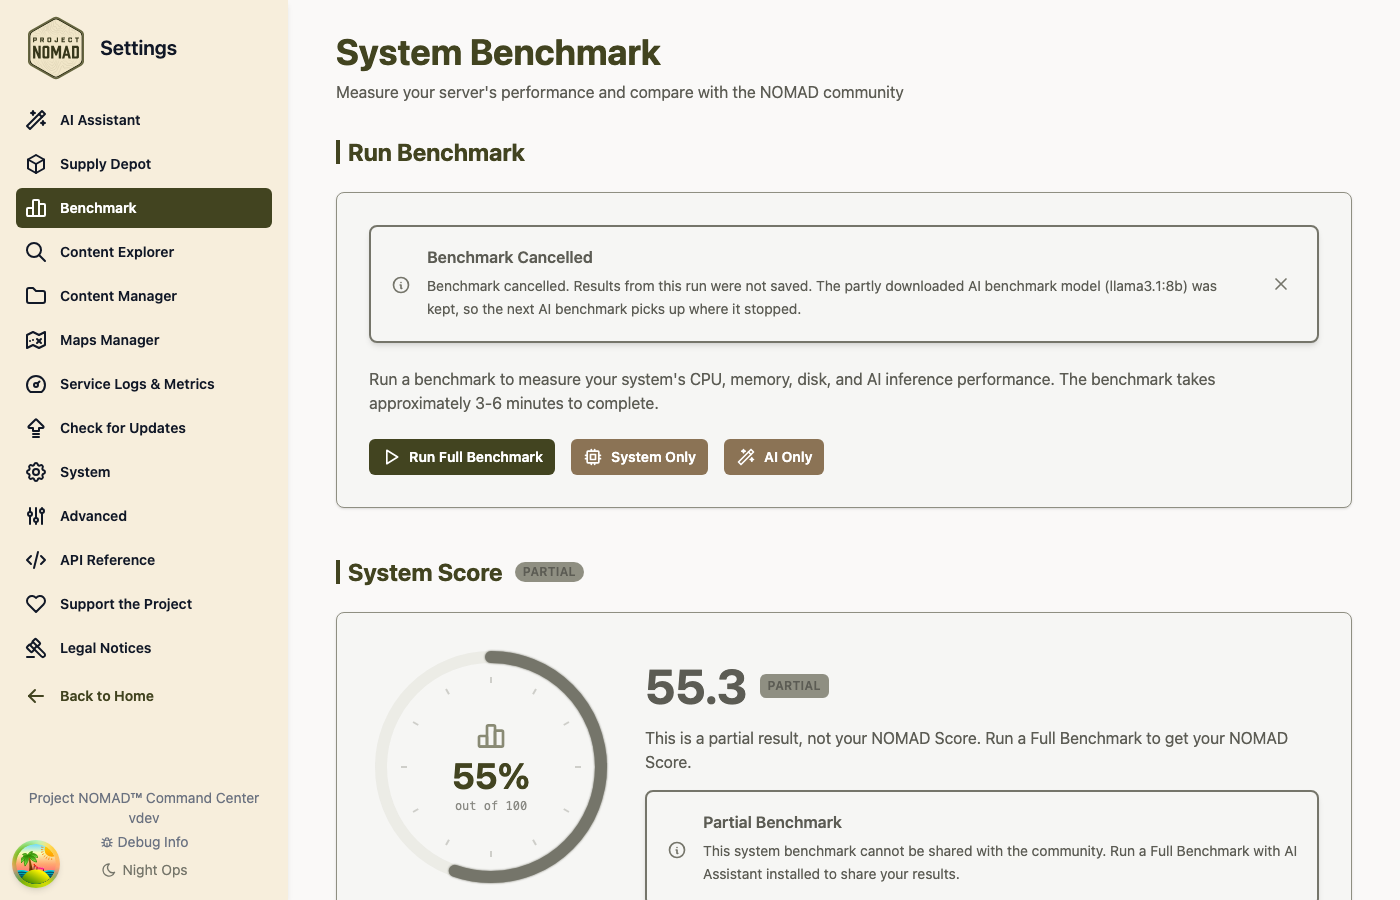 PROJECT
NOMAD
Settings
AI Assistant
Supply Depot
Benchmark
Content Explorer
Content Manager
Maps Manager
Service Logs & Metrics
Check for Updates
System
Advanced
API Reference
Support the Project
Legal Notices
Back to Home
Project NOMAD™ Command Center
vdev
Debug Info
Night Ops
System Benchmark
Measure your server's performance and compare with the NOMAD community
Run Benchmark
Benchmark Cancelled
Benchmark cancelled. Results from this run were not saved. The partly downloaded AI benchmark model (llama3.1:8b) was
kept, so the next AI benchmark picks up where it stopped.
Run a benchmark to measure your system's CPU, memory, disk, and AI inference performance. The benchmark takes
approximately 3-6 minutes to complete.
Run Full Benchmark
System Only
AI Only
System Score PARTIAL
55%
out of 100
55.3 PARTIAL
This is a partial result, not your NOMAD Score. Run a Full Benchmark to get your NOMAD
Score.
Partial Benchmark
This system benchmark cannot be shared with the community. Run a Full Benchmark with AI
Assistant installed to share your results.